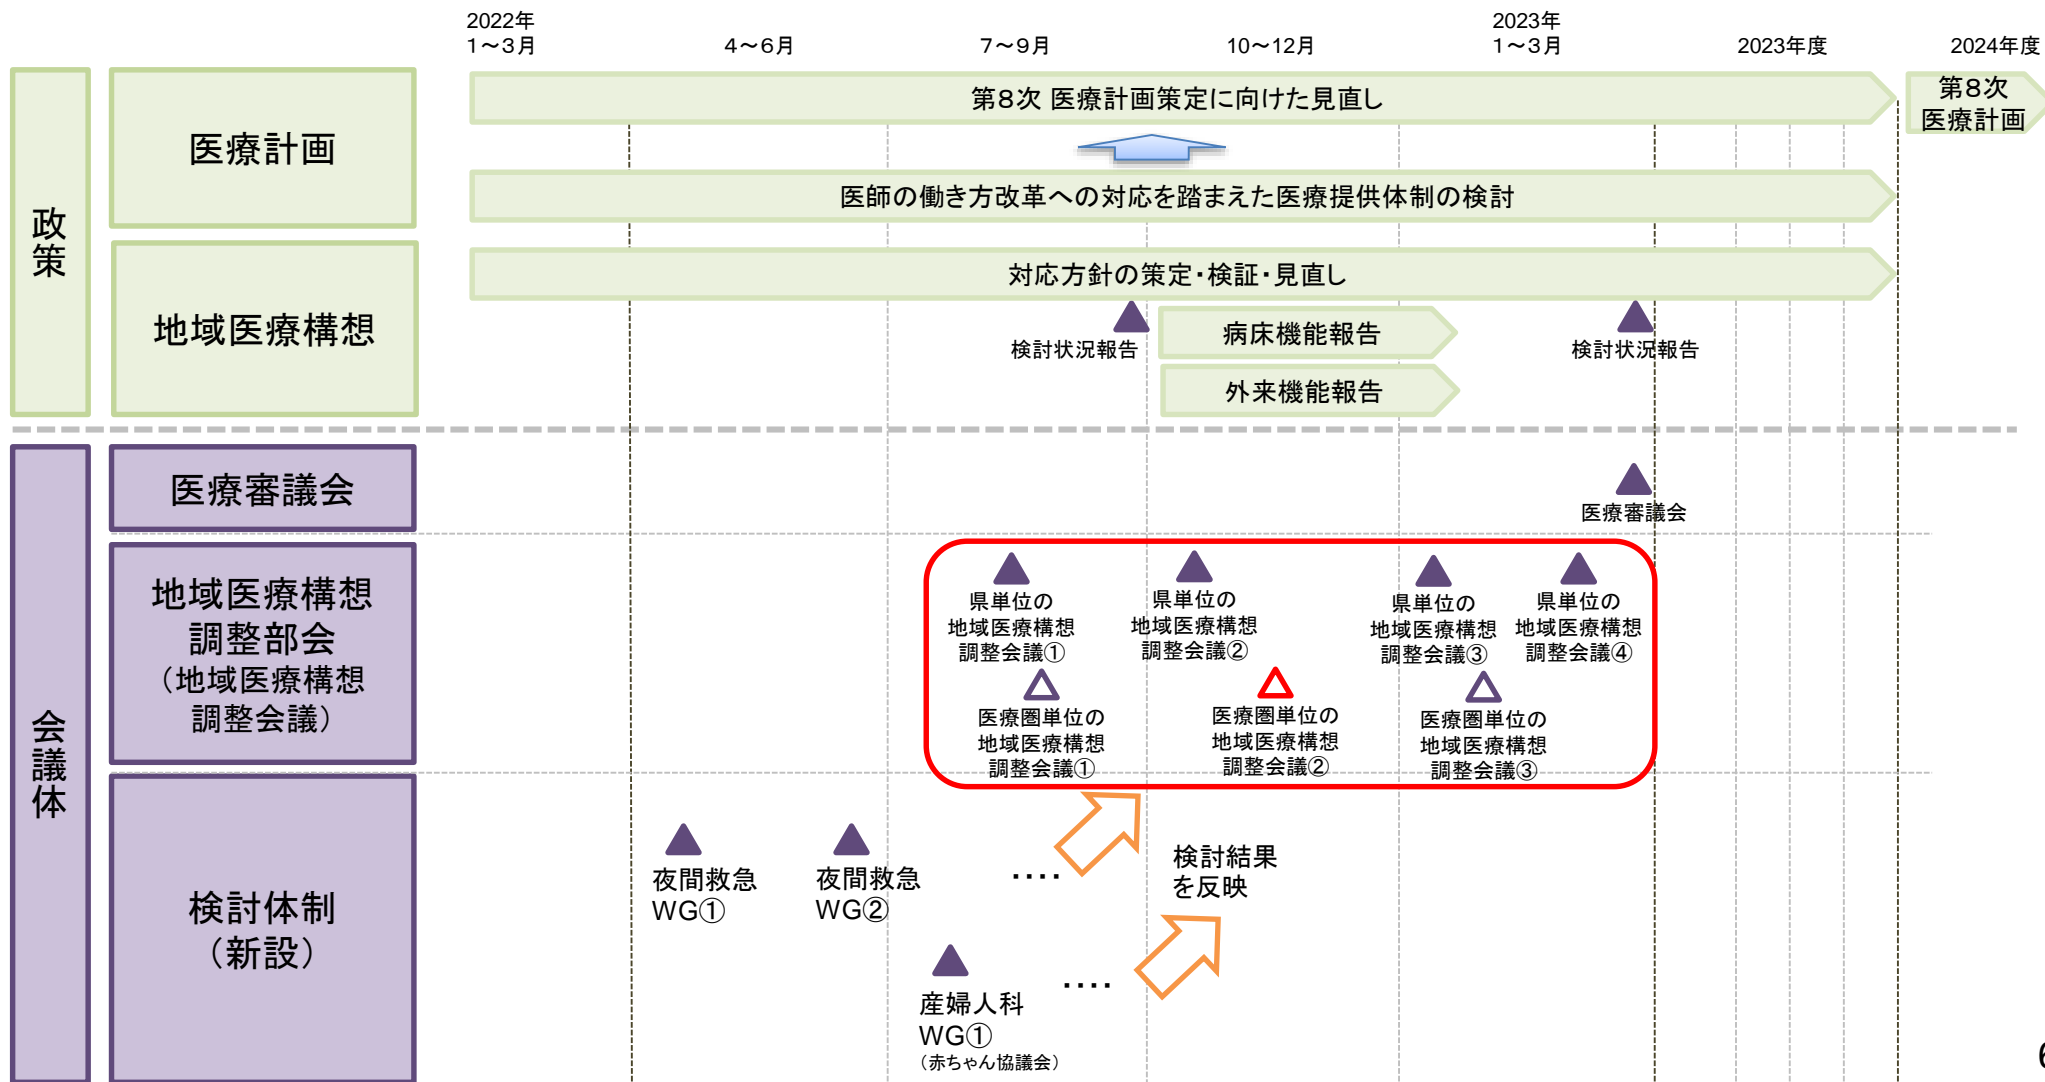 2022年
1～3月
4～6月
7～9月
10～12月
2023年
1～3月
2023年度
2024年度
政策
医療計画
第8次 医療計画策定に向けた見直し
第8次
医療計画
医師の働き方改革への対応を踏まえた医療提供体制の検討
地域医療構想
対応方針の策定・検証・見直し
検討状況報告
病床機能報告
外来機能報告
検討状況報告
会議体
医療審議会
医療審議会
地域医療構想
調整部会
（地域医療構想
調整会議）
県単位の
地域医療構想
調整会議①
県単位の
地域医療構想
調整会議②
県単位の
地域医療構想
調整会議③
県単位の
地域医療構想
調整会議④
医療圏単位の
地域医療構想
調整会議①
医療圏単位の
地域医療構想
調整会議②
医療圏単位の
地域医療構想
調整会議③
検討体制
（新設）
夜間救急
WG①
夜間救急
WG②
‥‥
検討結果
を反映
産婦人科
WG①
（赤ちゃん協議会）
‥‥
6